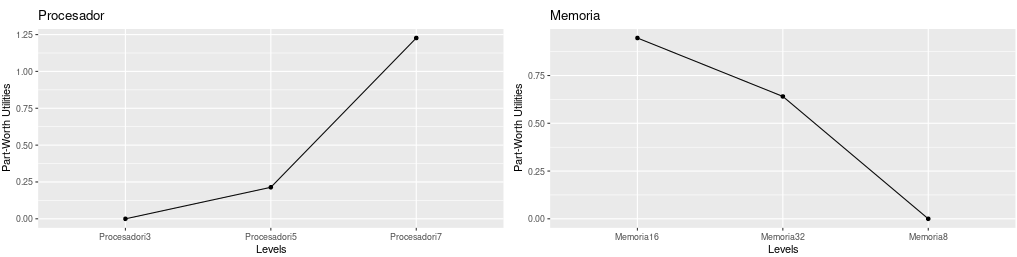 Procesador
Part-Worth Utilities
1.25
1.00
0.75
0.50
0.25
0.00
Procesadori3
Procesadori5
Procesadori7
Levels
Memoria
Part-Worth Utilities
0.75
0.50
0.25
0.00
Memoria16
Memoria32
Memoria8
Levels